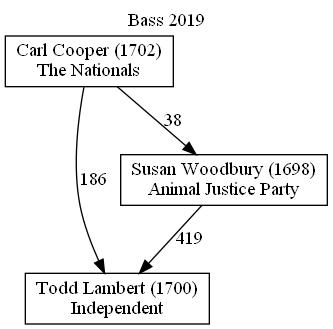 Bass 2019
Carl Cooper (1702)
The Nationals
38
Susan Woodbury (1698)
Animal Justice Party
186
419
Todd Lambert (1700)
Independent